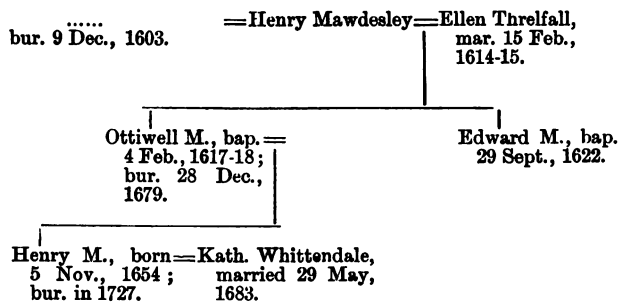 ......
bur. 9 Dec., 1603.
=Henry Mawdesley=Ellen Threlfall,
mar. 15 Feb.,
1614-15.
Ottiwell M., bap.=
4 Feb., 1617-18;
bur. 28 Dec.,
1679.
Edward M., bap.
29 Sept., 1622.
Henry M., born=Kath. Whittendale,
5 Nov., 1654; married 29 May,
bur. in 1727. 1683.